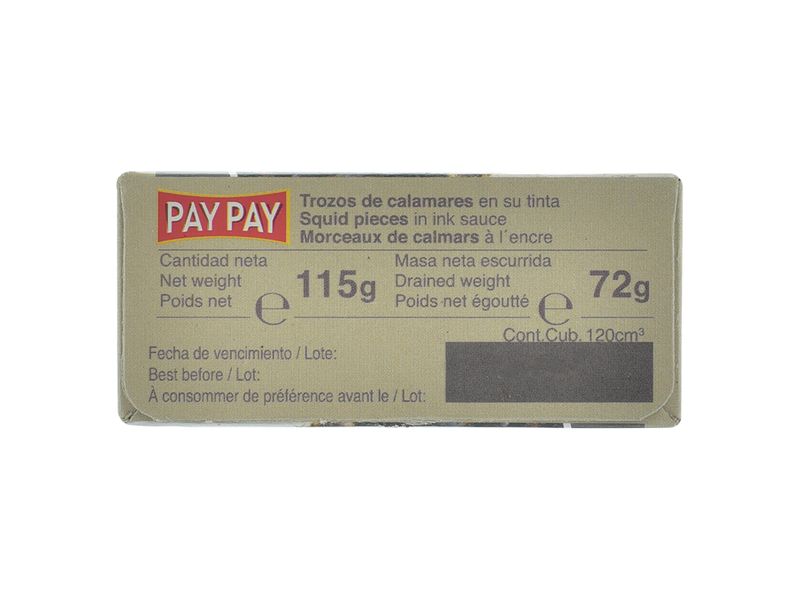 PAY PAY
Trozos de calamares en su tinta
Squid pieces in ink sauce
Morceaux de calmars à l´encre
Cantidad neta
Net weight
Poids net
℮ 115g
Masa neta escurrida
Drained weight
Poids net égoutté
℮ 72g
Cont.Cub. 120cm³
Fecha de vencimiento / Lote:
Best before / Lot:
À consommer de préférence avant le / Lot: